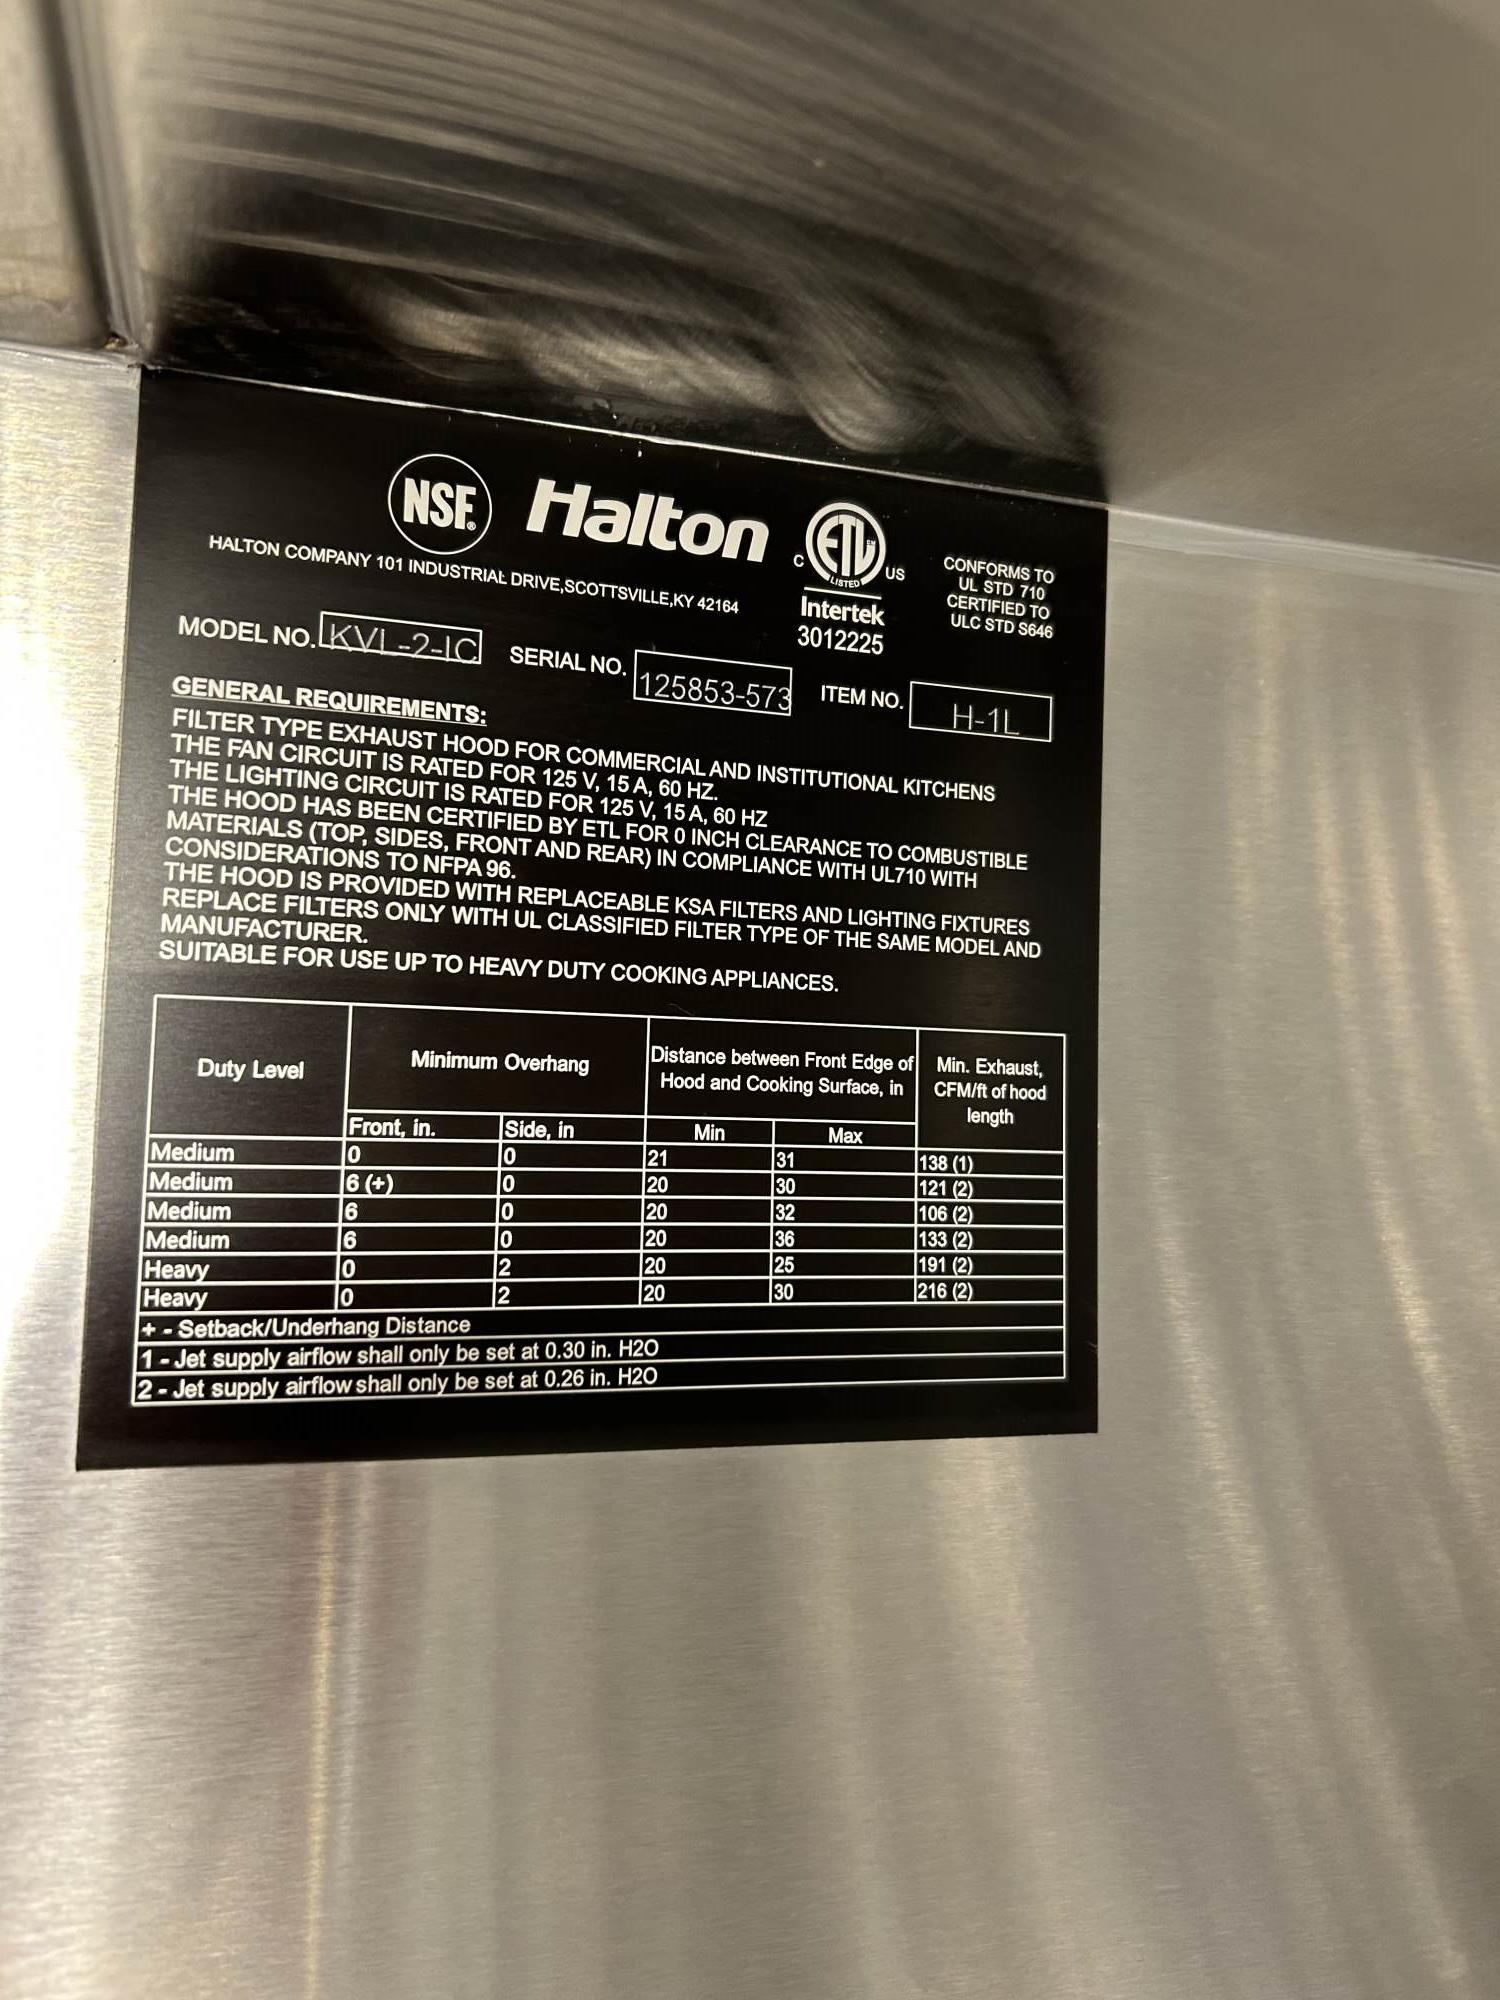 NSF® Halton
C ETL CM LISTED US
Intertek
3012225
CONFORMS TO
UL STD 710
CERTIFIED TO
ULC STD S646
HALTON COMPANY 101 INDUSTRIAL DRIVE,SCOTTSVILLE,KY 42164
MODEL NO. KVL-2-IC SERIAL NO. 125853-573 ITEM NO. H-1L
GENERAL REQUIREMENTS:
FILTER TYPE EXHAUST HOOD FOR COMMERCIAL AND INSTITUTIONAL KITCHENS
THE FAN CIRCUIT IS RATED FOR 125 V, 15 A, 60 HZ.
THE LIGHTING CIRCUIT IS RATED FOR 125 V, 15 A, 60 HZ
THE HOOD HAS BEEN CERTIFIED BY ETL FOR 0 INCH CLEARANCE TO COMBUSTIBLE
MATERIALS (TOP, SIDES, FRONT AND REAR) IN COMPLIANCE WITH UL710 WITH
CONSIDERATIONS TO NFPA 96.
THE HOOD IS PROVIDED WITH REPLACEABLE KSA FILTERS AND LIGHTING FIXTURES
REPLACE FILTERS ONLY WITH UL CLASSIFIED FILTER TYPE OF THE SAME MODEL AND
MANUFACTURER.
SUITABLE FOR USE UP TO HEAVY DUTY COOKING APPLIANCES.
Duty Level
Minimum Overhang
Distance between Front Edge of
Hood and Cooking Surface, in
Min. Exhaust,
CFM/ft of hood
length
Front, in. Side, in Min Max
Medium 0 0 21 31 138 (1)
Medium 6 (+) 0 20 30 121 (2)
Medium 6 0 20 32 106 (2)
Medium 6 0 20 36 133 (2)
Heavy 0 2 20 25 191 (2)
Heavy 0 2 20 30 216 (2)
+ - Setback/Underhang Distance
1 - Jet supply airflow shall only be set at 0.30 in. H2O
2 - Jet supply airflow shall only be set at 0.26 in. H2O